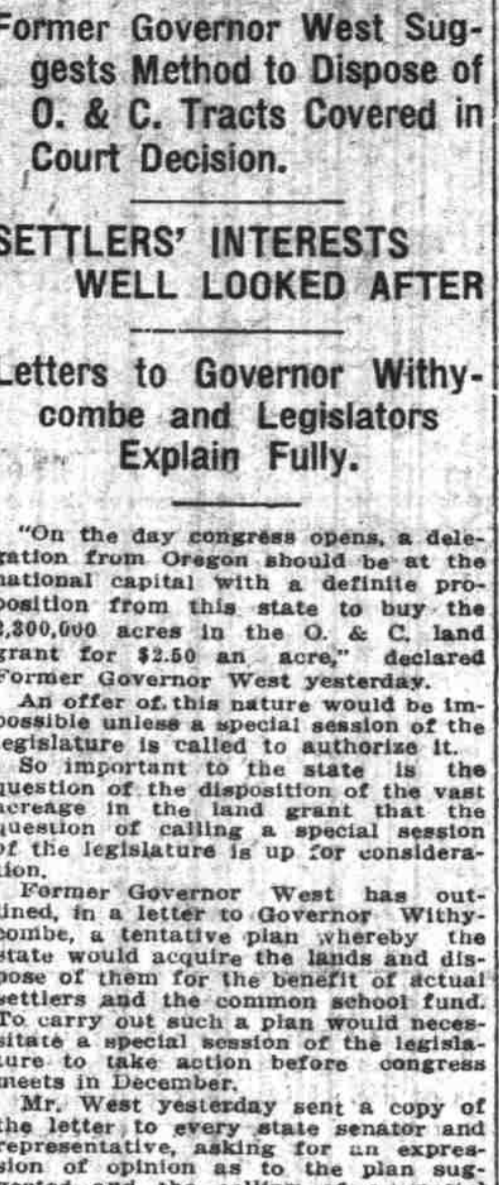 Former Governor West Sug-
gests Method to Dispose of
O. & C. Tracts Covered in
Court Decision.
SETTLERS' INTERESTS
WELL LOOKED AFTER
Letters to Governor Withy-
combe and Legislators
Explain Fully.
"On the day congress opens, a dele-
gation from Oregon should be at the
national capital with a definite pro-
position from this state to buy the
2,300,000 acres in the O. & C. land
grant for $2.50 an acre," declared
Former Governor West yesterday.
An offer of this nature would be im-
possible unless a special session of the
legislature is called to authorize it.
So important to the state is the
question of the disposition of the vast
acreage in the land grant that the
question of calling a special session
of the legislature is up for considera-
tion.
Former Governor West has out-
lined, in a letter to Governor Withy-
combe, a tentative plan whereby the
state would acquire the lands and dis-
pose of them for the benefit of actual
settlers and the common school fund.
To carry out such a plan would neces-
sitate a special session of the legisla-
ture to take action before congress
meets in December.
Mr. West yesterday sent a copy of
the letter to every state senator and
representative, asking for an expres-
sion of opinion as to the plan sug-